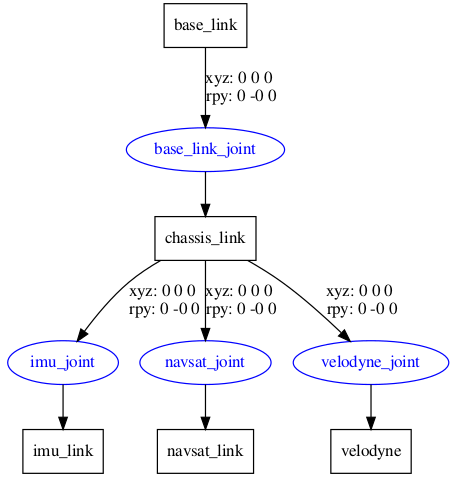 base_link
xyz: 0 0 0
rpy: 0 -0 0
base_link_joint
chassis_link
xyz: 0 0 0
rpy: 0 -0 0
xyz: 0 0 0
rpy: 0 -0 0
xyz: 0 0 0
rpy: 0 -0 0
imu_joint
navsat_joint
velodyne_joint
imu_link
navsat_link
velodyne